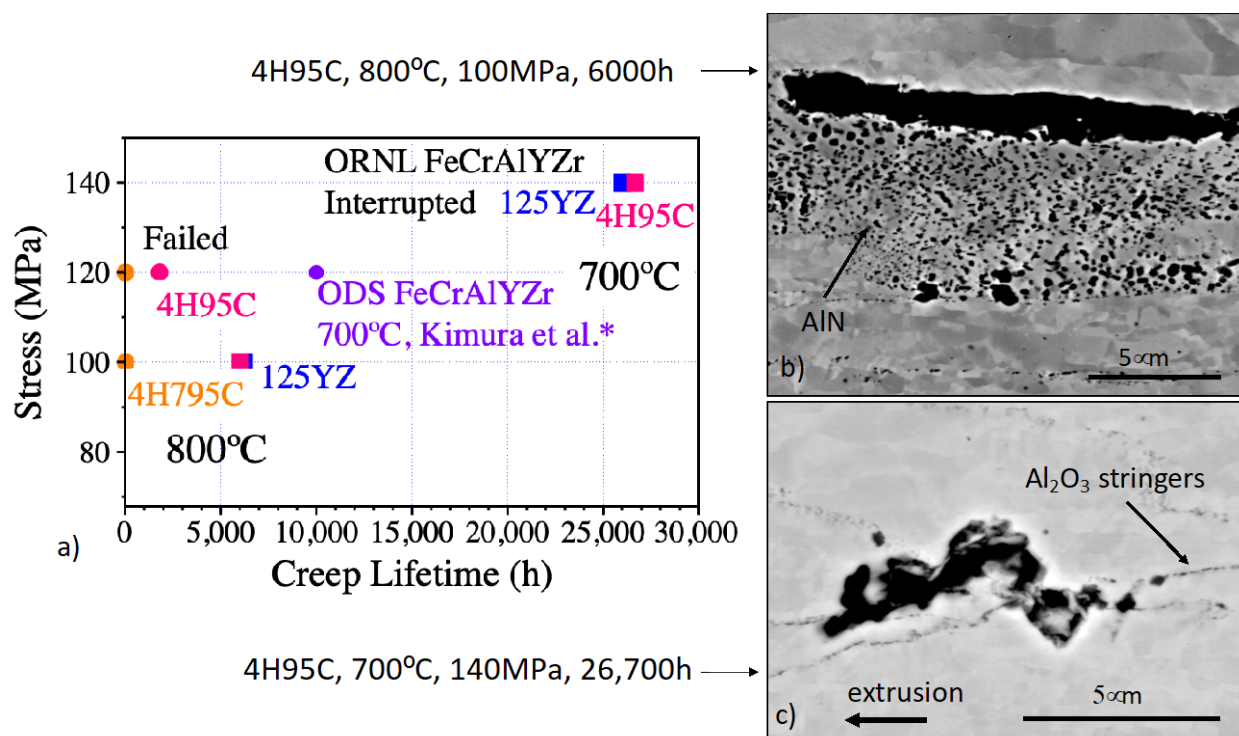 4H95C, 800°C, 100MPa, 6000h
ORNL FeCrAlYZr
Interrupted
125YZ
4H95C
Failed
4H95C
ODS FeCrAlYZr
700°C, Kimura et al.*
700°C
125YZ
4H795C
800°C
Stress (MPa)
140
120
100
80
0
5,000
10,000
15,000
20,000
25,000
30,000
Creep Lifetime (h)
a)
4H95C, 700°C, 140MPa, 26,700h
AlN
5∝m
b)
Al₂O₃ stringers
extrusion
5∝m
c)